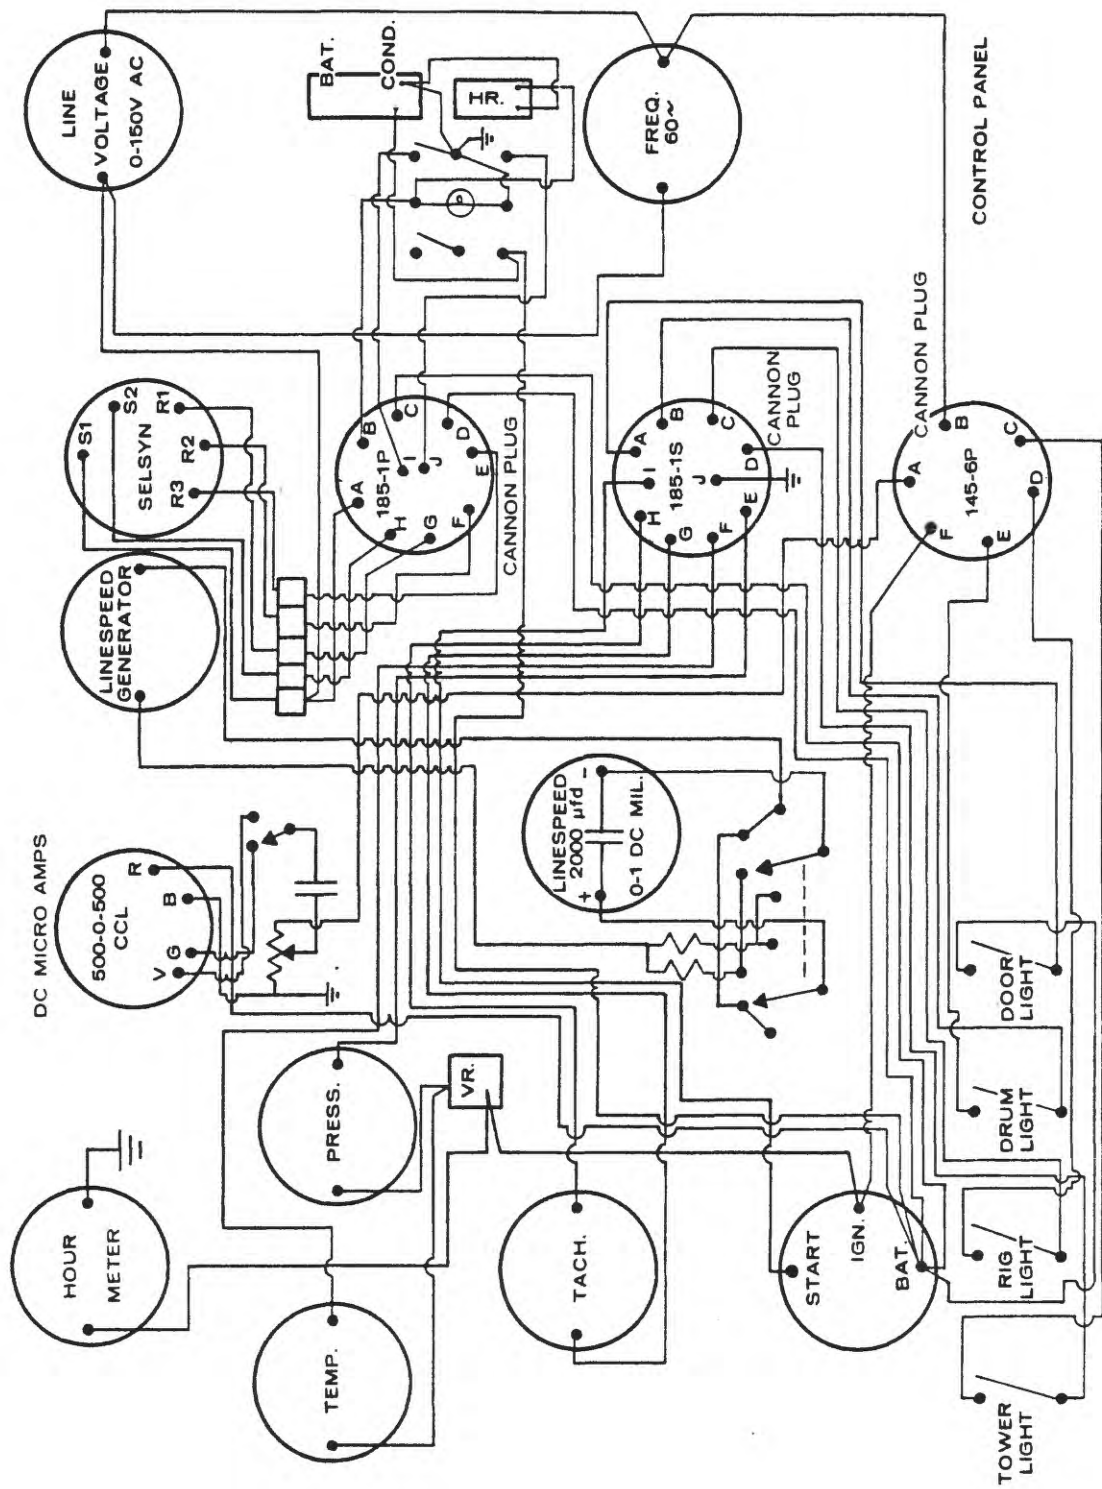 HOUR
METER
TEMP.
PRESS.
VR.
TACH.
START
IGN.
BAT.
TOWER
LIGHT
RIG
LIGHT
DRUM
LIGHT
DOOR
LIGHT
DC MICRO AMPS
500-0-500
CCL
V
G
B
R
LINESPEED
2000 µfd
+
-
0-1 DC MIL.
LINESPEED
GENERATOR
SELSYN
S1
S2
R1
R2
R3
185-1P
A
B
C
D
E
F
G
H
I
J
CANNON PLUG
185-1S
A
B
C
D
E
F
G
H
I
J
CANNON
PLUG
145-6P
A
B
C
D
E
F
CANNON PLUG
LINE
VOLTAGE
0-150V AC
BAT.
COND.
HR.
P
FREQ.
60~
CONTROL PANEL